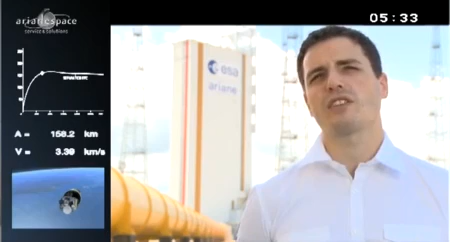 arianespace
service & solutions
05:33
esa
ariane
A = 158.2 km
V = 3.39 km/s